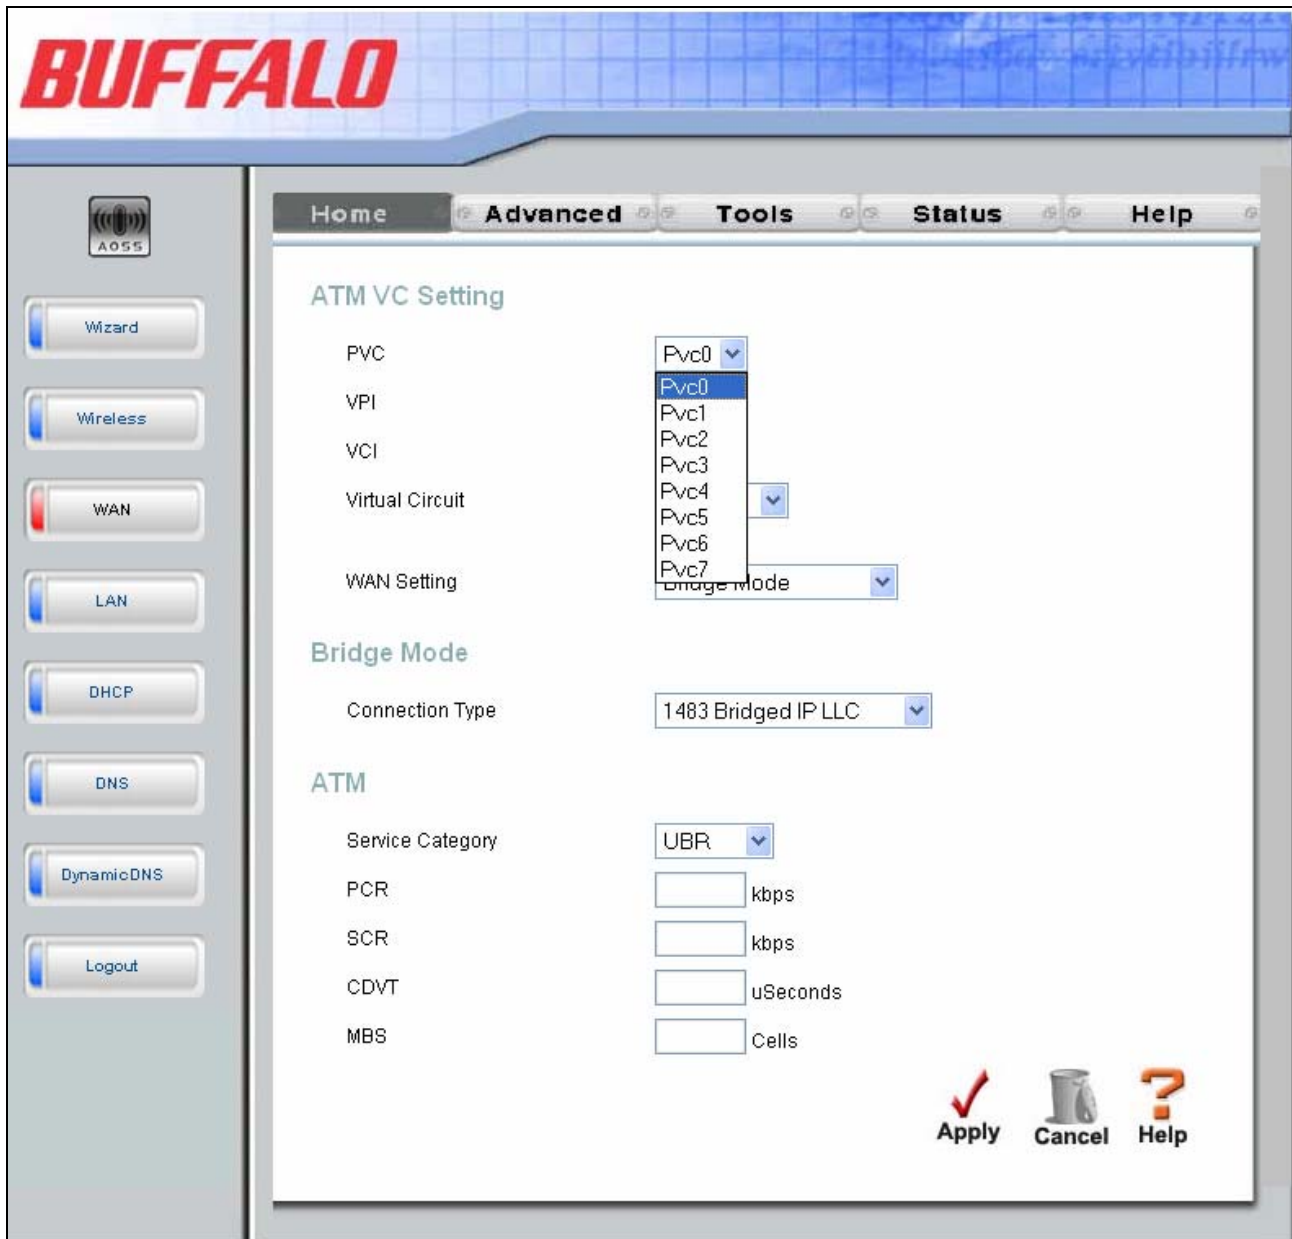 BUFFALO
AOSS
Wizard
Wireless
WAN
LAN
DHCP
DNS
DynamicDNS
Logout
Home
Advanced
Tools
Status
Help
ATM VC Setting
PVC Pvc0
Pvc0
Pvc1
Pvc2
Pvc3
Pvc4
Pvc5
Pvc6
Pvc7
VPI
VCI
Virtual Circuit
WAN Setting Bridge Mode
Bridge Mode
Connection Type 1483 Bridged IP LLC
ATM
Service Category UBR
PCR kbps
SCR kbps
CDVT uSeconds
MBS Cells
Apply
Cancel
Help